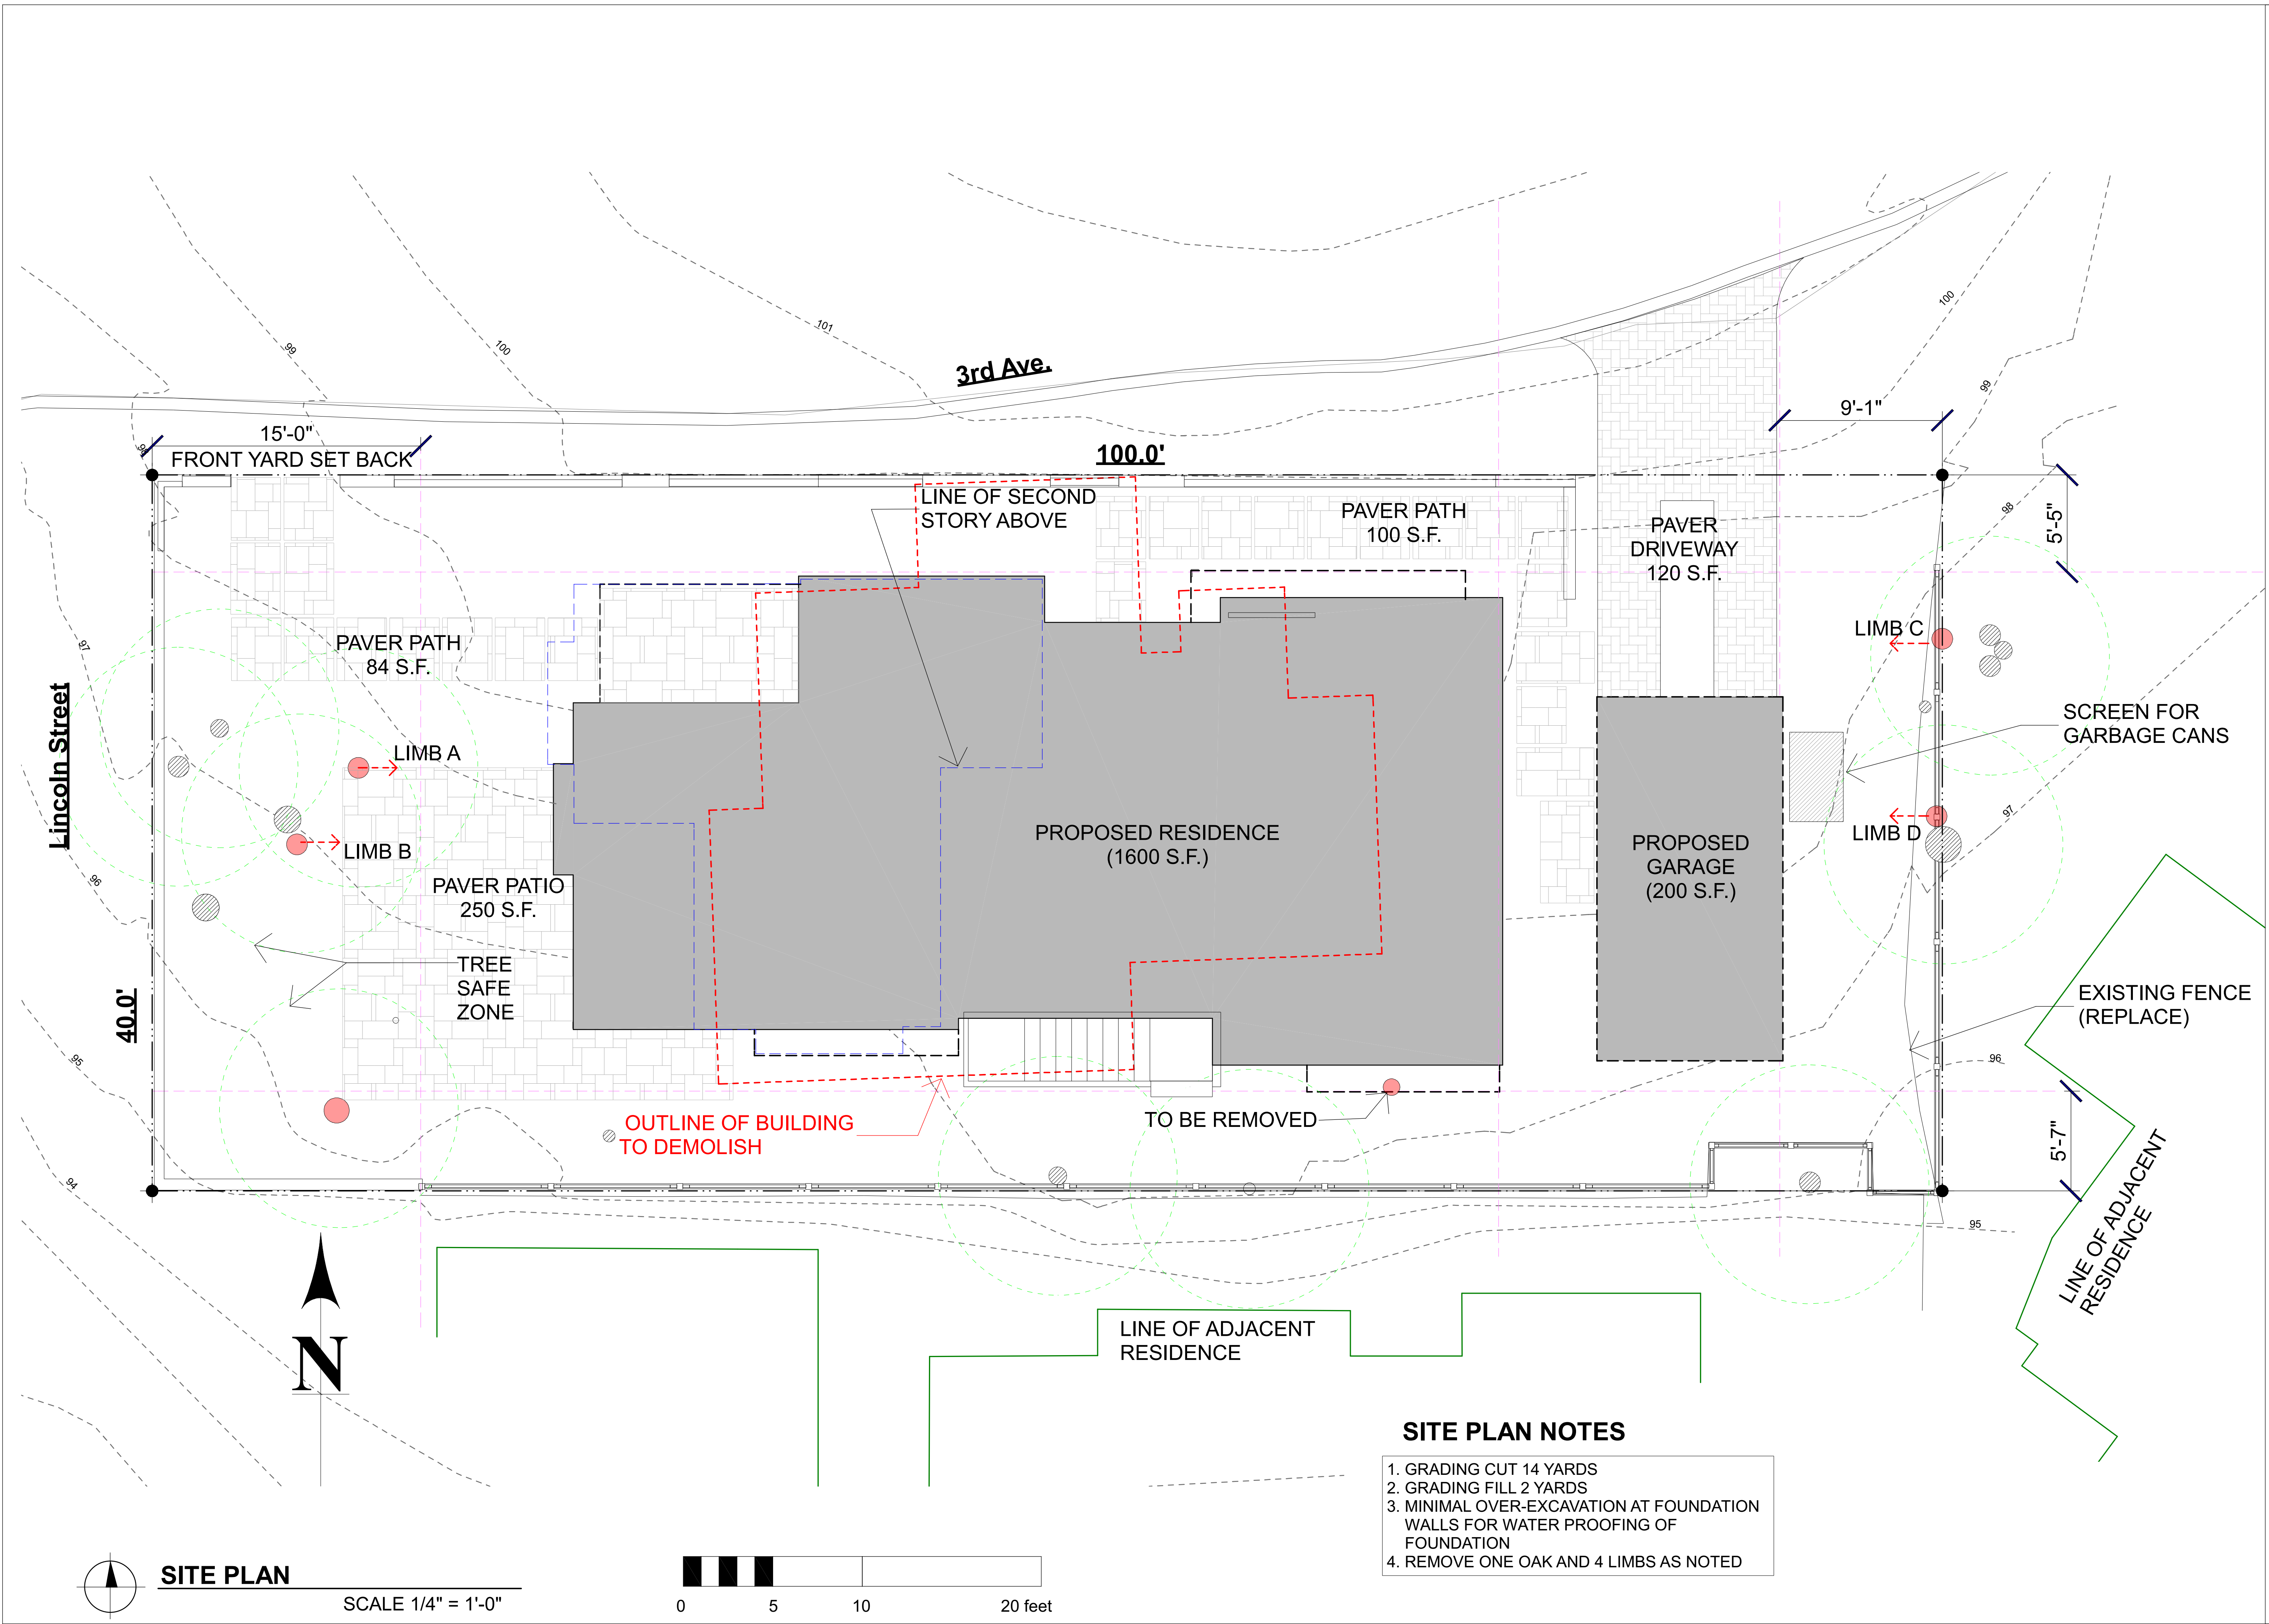 101
99
100
100
3rd Ave.
99
9'-1"
15'-0"
FRONT YARD SET BACK
98
100.0'
LINE OF SECOND
STORY ABOVE
PAVER PATH
100 S.F.
PAVER
DRIVEWAY
120 S.F.
98
5'-5"
LIMB C
PAVER PATH
84 S.F.
97
Lincoln Street
SCREEN FOR
GARBAGE CANS
LIMB A
97
LIMB D
PROPOSED RESIDENCE
(1600 S.F.)
PROPOSED
GARAGE
(200 S.F.)
LIMB B
96
PAVER PATIO
250 S.F.
TREE
SAFE
ZONE
40.0'
EXISTING FENCE
(REPLACE)
95
96
OUTLINE OF BUILDING
TO DEMOLISH
TO BE REMOVED
5'-7"
94
95
LINE OF ADJACENT
RESIDENCE
N
LINE OF ADJACENT
RESIDENCE
SITE PLAN NOTES
1. GRADING CUT 14 YARDS
2. GRADING FILL 2 YARDS
3. MINIMAL OVER-EXCAVATION AT FOUNDATION
WALLS FOR WATER PROOFING OF
FOUNDATION
4. REMOVE ONE OAK AND 4 LIMBS AS NOTED
SITE PLAN
SCALE 1/4" = 1'-0"
0 5 10 20 feet